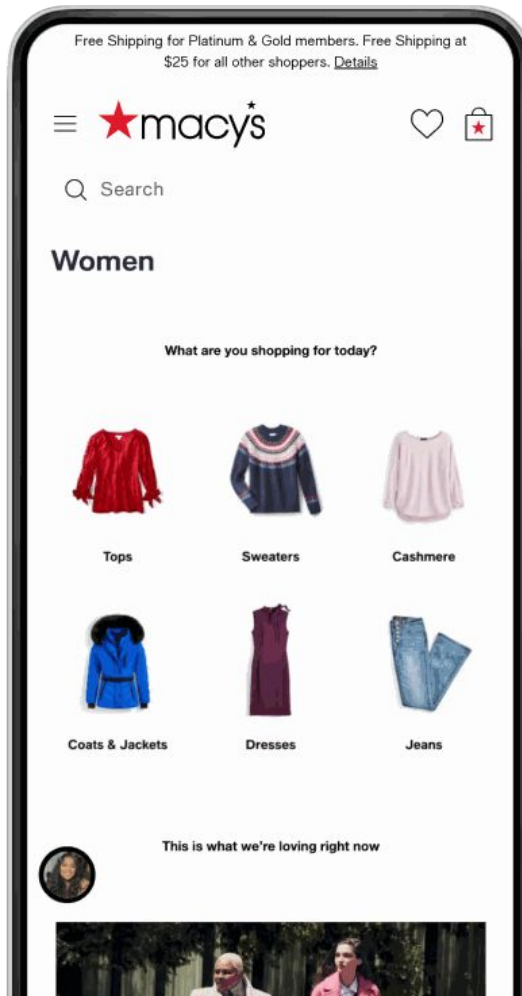 Free Shipping for Platinum & Gold members. Free Shipping at
$25 for all other shoppers. Details
macy's
Search
Women
What are you shopping for today?
Tops Sweaters Cashmere
Coats & Jackets Dresses Jeans
This is what we're loving right now